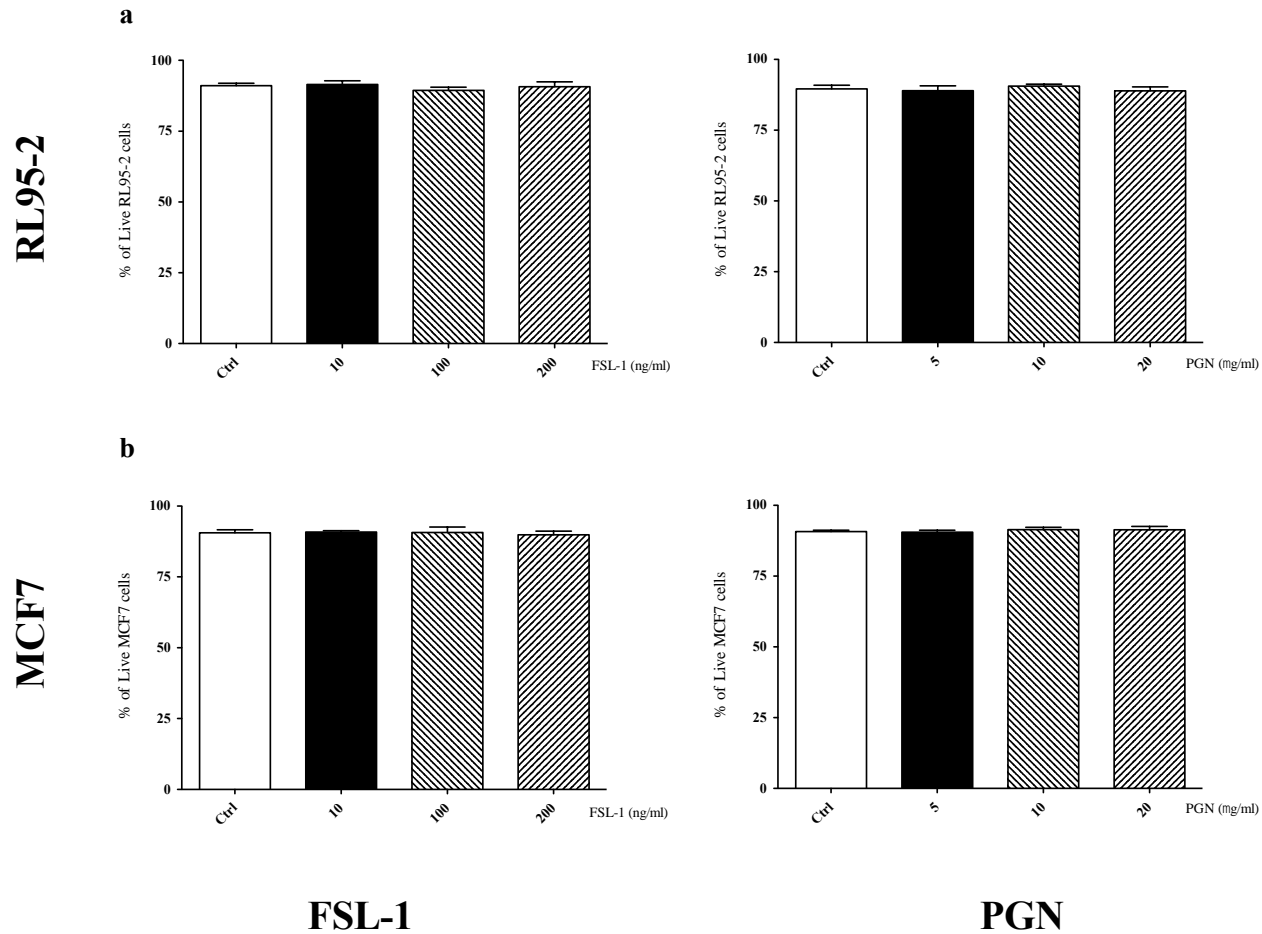 a
RL95-2
% of Live RL95-2 cells
100
75
50
25
0
Ctrl
10
100
200
FSL-1 (ng/ml)
% of Live RL95-2 cells
100
75
50
25
0
Ctrl
5
10
20
PGN (mg/ml)
b
MCF7
% of Live MCF7 cells
100
75
50
25
0
Ctrl
10
100
200
FSL-1 (ng/ml)
% of Live MCF7 cells
100
75
50
25
0
Ctrl
5
10
20
PGN (mg/ml)
FSL-1
PGN